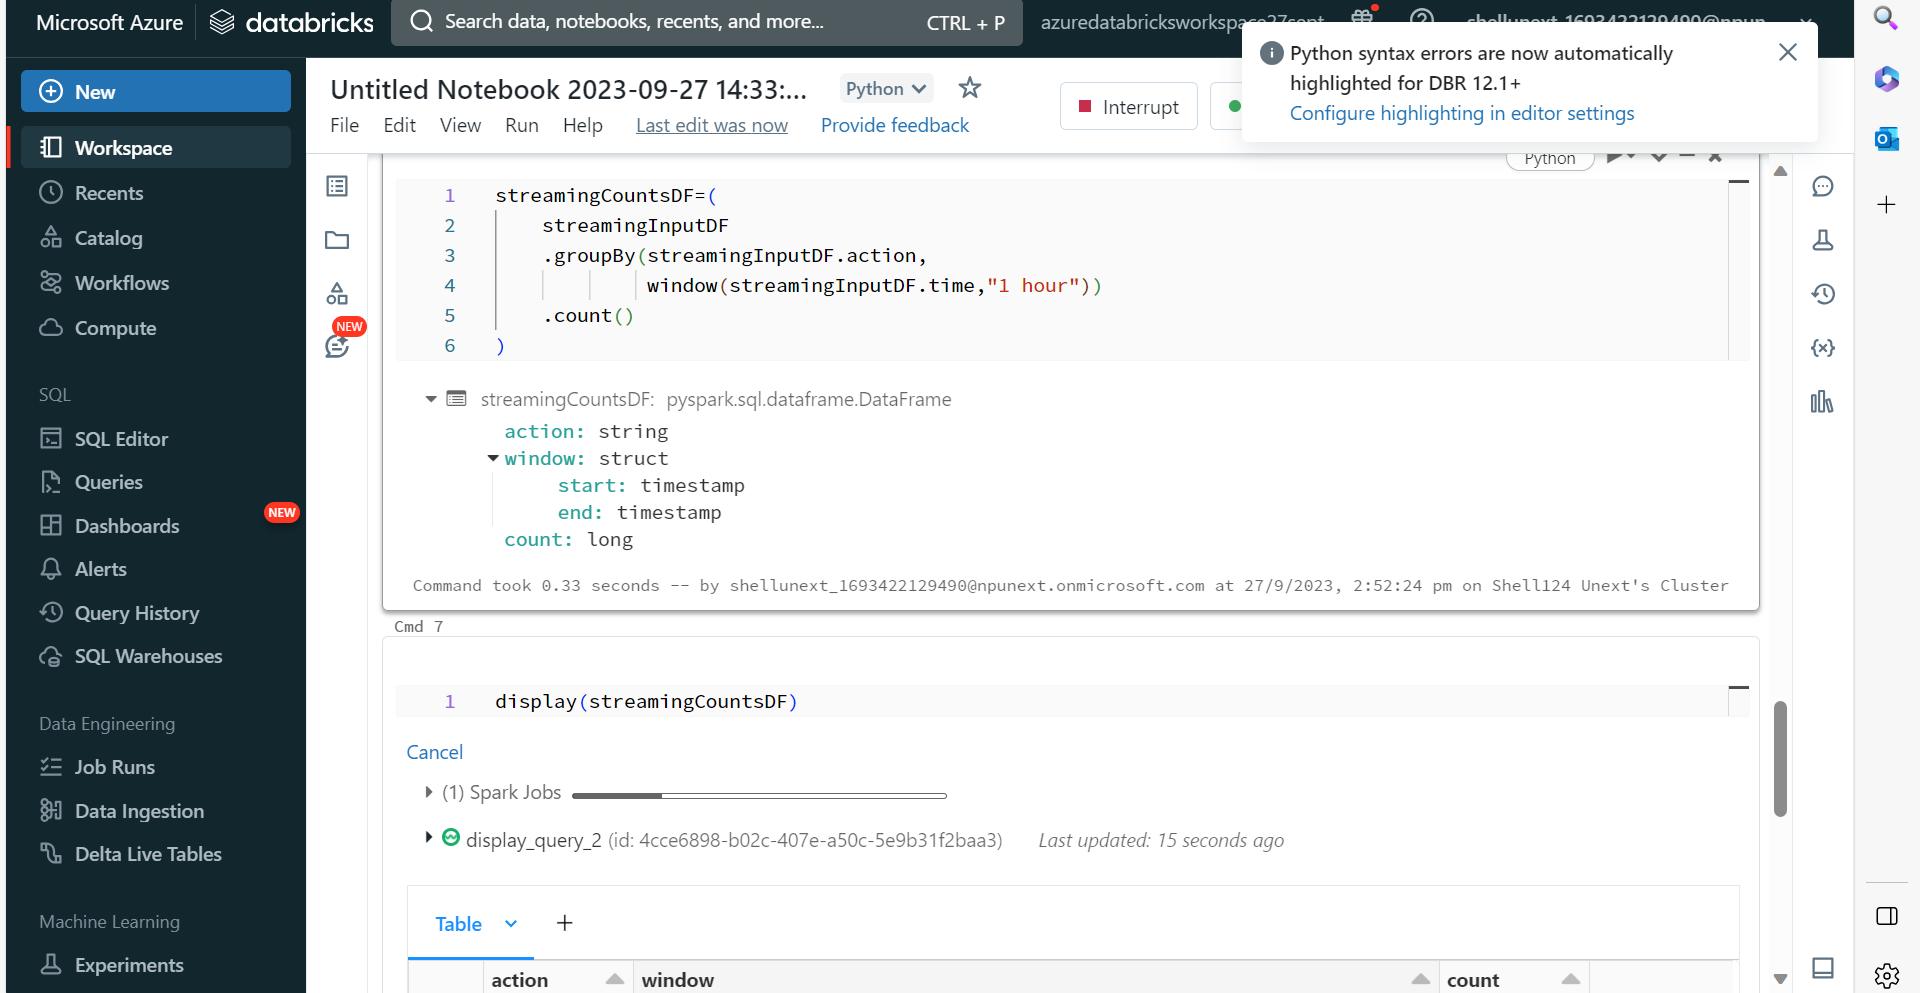 Microsoft Azure
databricks
Search data, notebooks, recents, and more...
CTRL + P
azuredatabricksworkspace27sept
shellunext_1693422129490@npun...
Python syntax errors are now automatically
highlighted for DBR 12.1+
Configure highlighting in editor settings
New
Workspace
Recents
Catalog
Workflows
Compute
SQL
SQL Editor
Queries
Dashboards
NEW
Alerts
Query History
SQL Warehouses
Data Engineering
Job Runs
Data Ingestion
Delta Live Tables
Machine Learning
Experiments
Untitled Notebook 2023-09-27 14:33:...
Python
File
Edit
View
Run
Help
Last edit was now
Provide feedback
Interrupt
NEW
Python
1 streamingCountsDF=(
2 streamingInputDF
3 .groupBy(streamingInputDF.action,
4 window(streamingInputDF.time,"1 hour"))
5 .count()
6 )
streamingCountsDF: pyspark.sql.dataframe.DataFrame
action: string
window: struct
start: timestamp
end: timestamp
count: long
Command took 0.33 seconds -- by shellunext_1693422129490@npunext.onmicrosoft.com at 27/9/2023, 2:52:24 pm on Shell124 Unext's Cluster
Cmd 7
1 display(streamingCountsDF)
Cancel
(1) Spark Jobs
display_query_2 (id: 4cce6898-b02c-407e-a50c-5e9b31f2baa3) Last updated: 15 seconds ago
Table
+
action window count